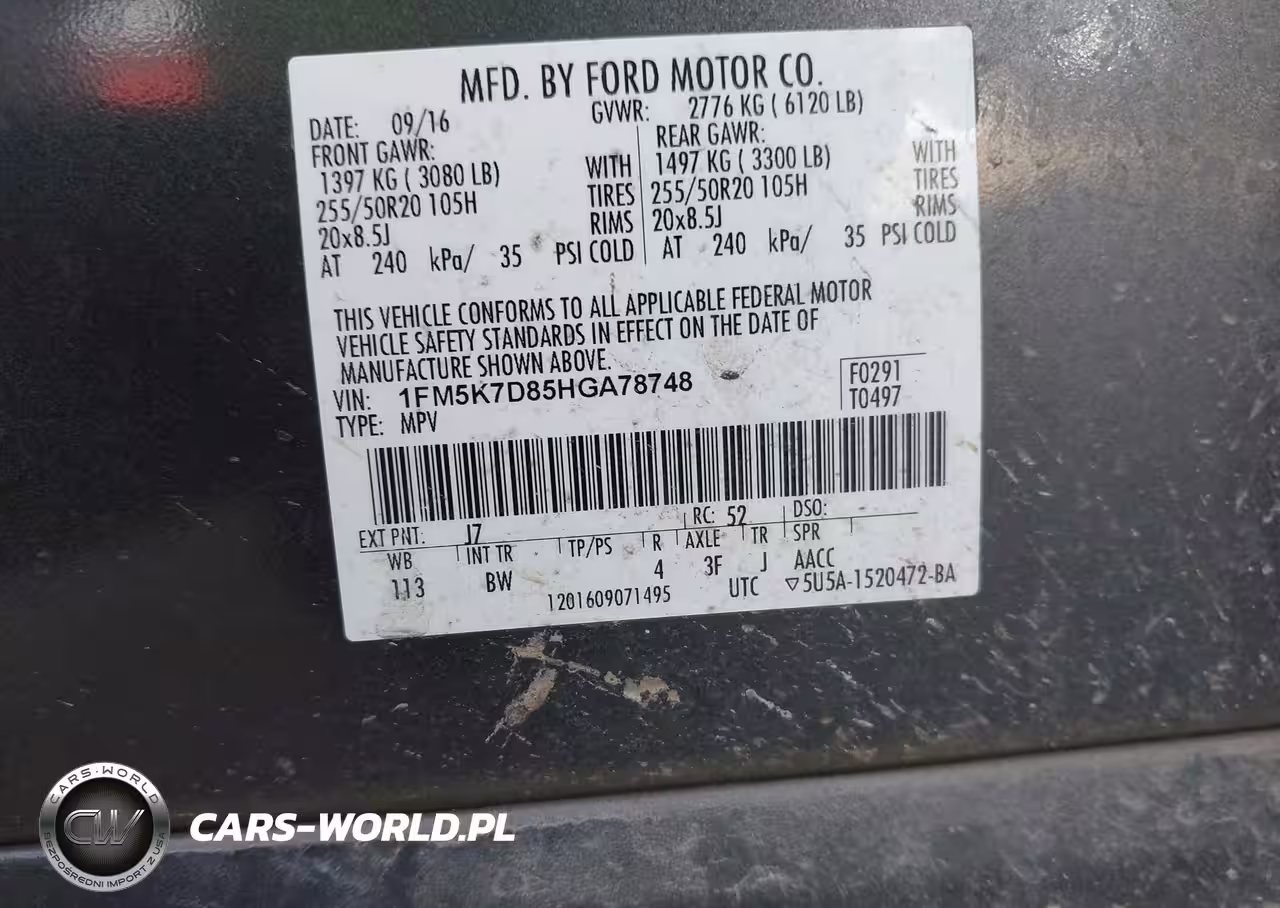 MFD. BY FORD MOTOR CO.
DATE: 09/16 GVWR: 2776 KG ( 6120 LB)
FRONT GAWR: REAR GAWR:
1397 KG ( 3080 LB) WITH 1497 KG ( 3300 LB) WITH
255/50R20 105H TIRES 255/50R20 105H TIRES
20x8.5J RIMS 20x8.5J RIMS
AT 240 kPa/ 35 PSI COLD AT 240 kPa/ 35 PSI COLD
THIS VEHICLE CONFORMS TO ALL APPLICABLE FEDERAL MOTOR
VEHICLE SAFETY STANDARDS IN EFFECT ON THE DATE OF
MANUFACTURE SHOWN ABOVE.
VIN: 1FM5K7D85HGA78748 F0291
TYPE: MPV T0497
EXT PNT: J7 RC: 52 DSO:
WB INT TR TP/PS R AXLE TR SPR
113 BW 4 3F J AACC
1201609071495 UTC ▽5U5A-1520472-BA
CARS-WORLD
CW
BEZPOŚREDNI IMPORT Z USA
CARS-WORLD.PL